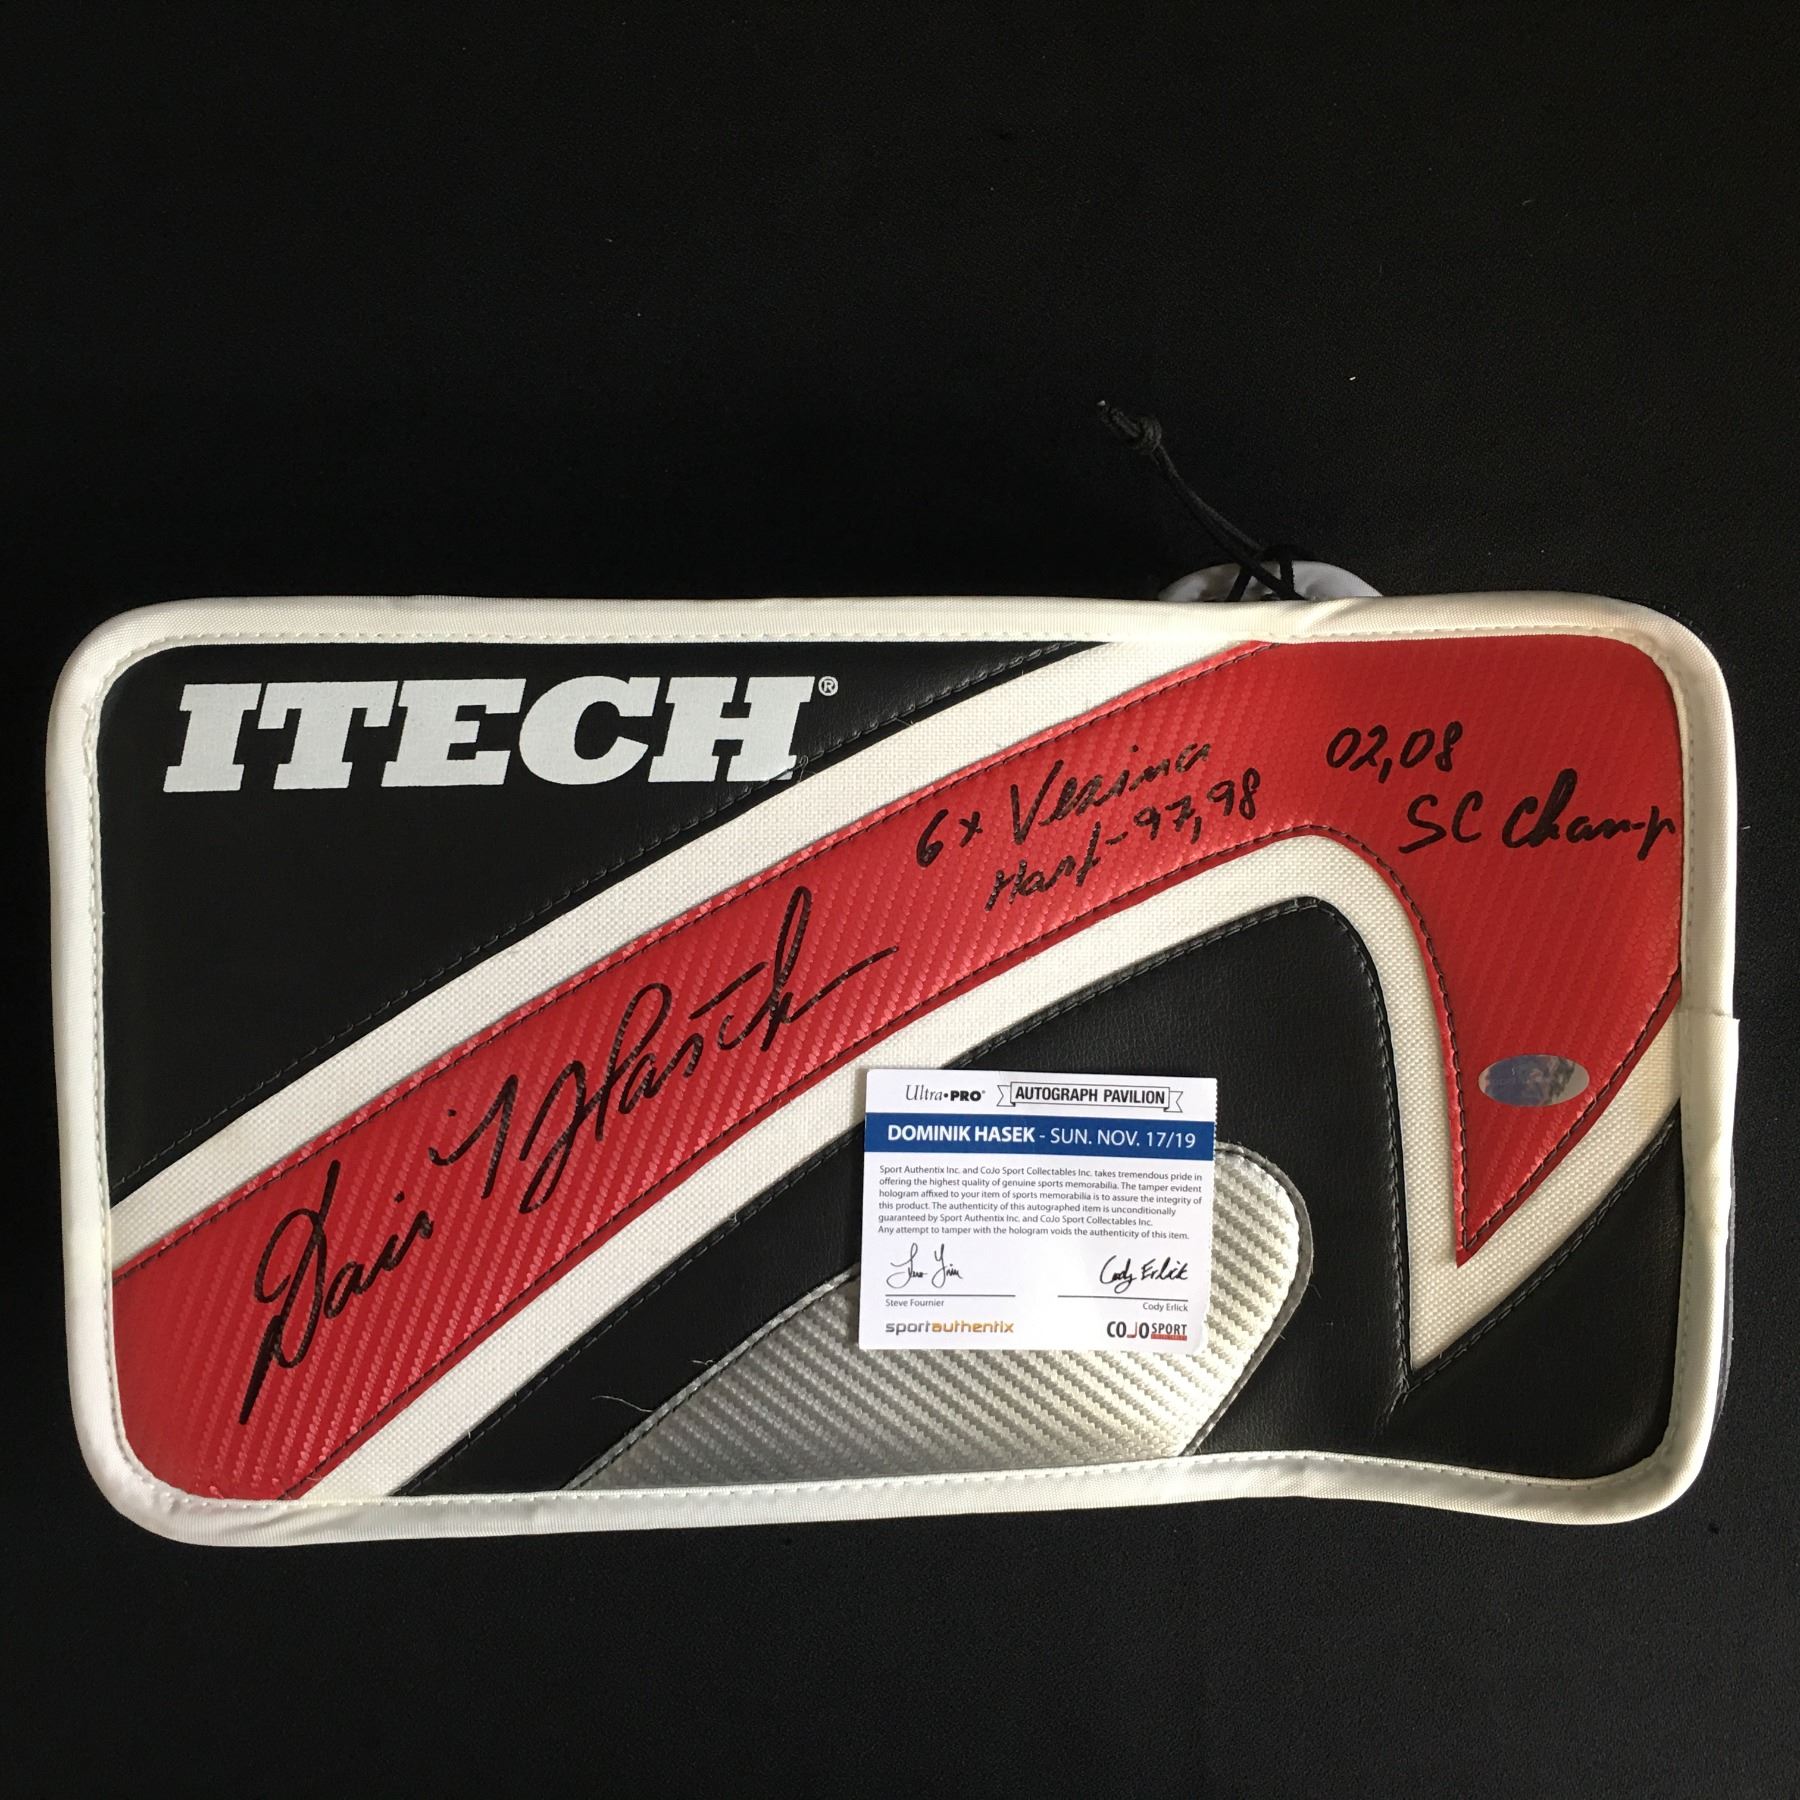 ITECH®
02,08
SC Champ
6x Vezina
Hart-97,98
Domi Hasek
Ultra•PRO® AUTOGRAPH PAVILION
DOMINIK HASEK - SUN. NOV. 17/19
Sport Authentix Inc. and CoJo Sport Collectables Inc. takes tremendous pride in
offering the highest quality of genuine sports memorabilia. The tamper evident
hologram affixed to your item of sports memorabilia is to assure the integrity of
this product. The authenticity of this autographed item is unconditionally
guaranteed by Sport Authentix Inc. and CoJo Sport Collectables Inc.
Any attempt to tamper with the hologram voids the authenticity of this item.
Cody Erlick
Steve Fournier
Cody Erlick
sportauthentix
COJO SPORT